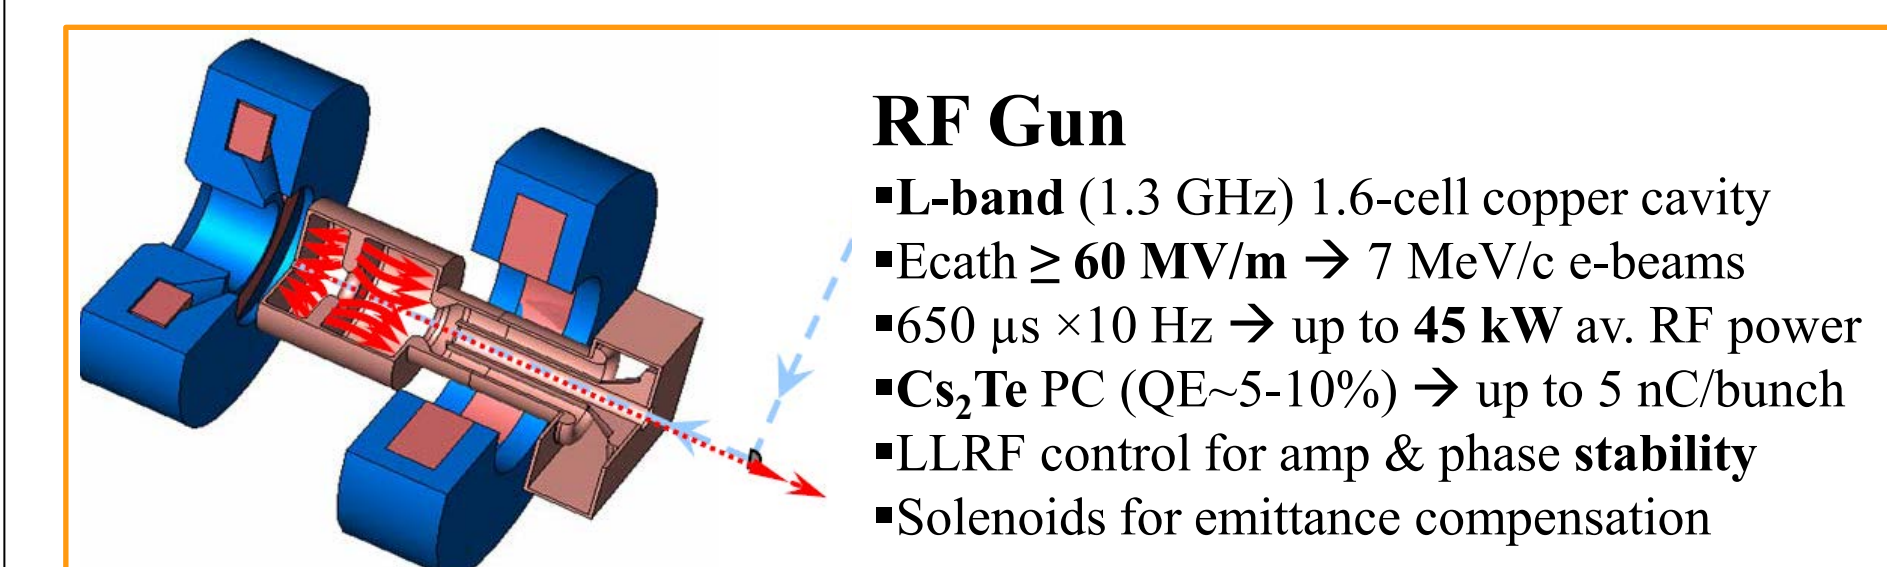 RF Gun
▪L-band (1.3 GHz) 1.6-cell copper cavity
▪Ecath ≥ 60 MV/m → 7 MeV/c e-beams
▪650 µs ×10 Hz → up to 45 kW av. RF power
▪Cs₂Te PC (QE~5-10%) → up to 5 nC/bunch
▪LLRF control for amp & phase stability
▪Solenoids for emittance compensation